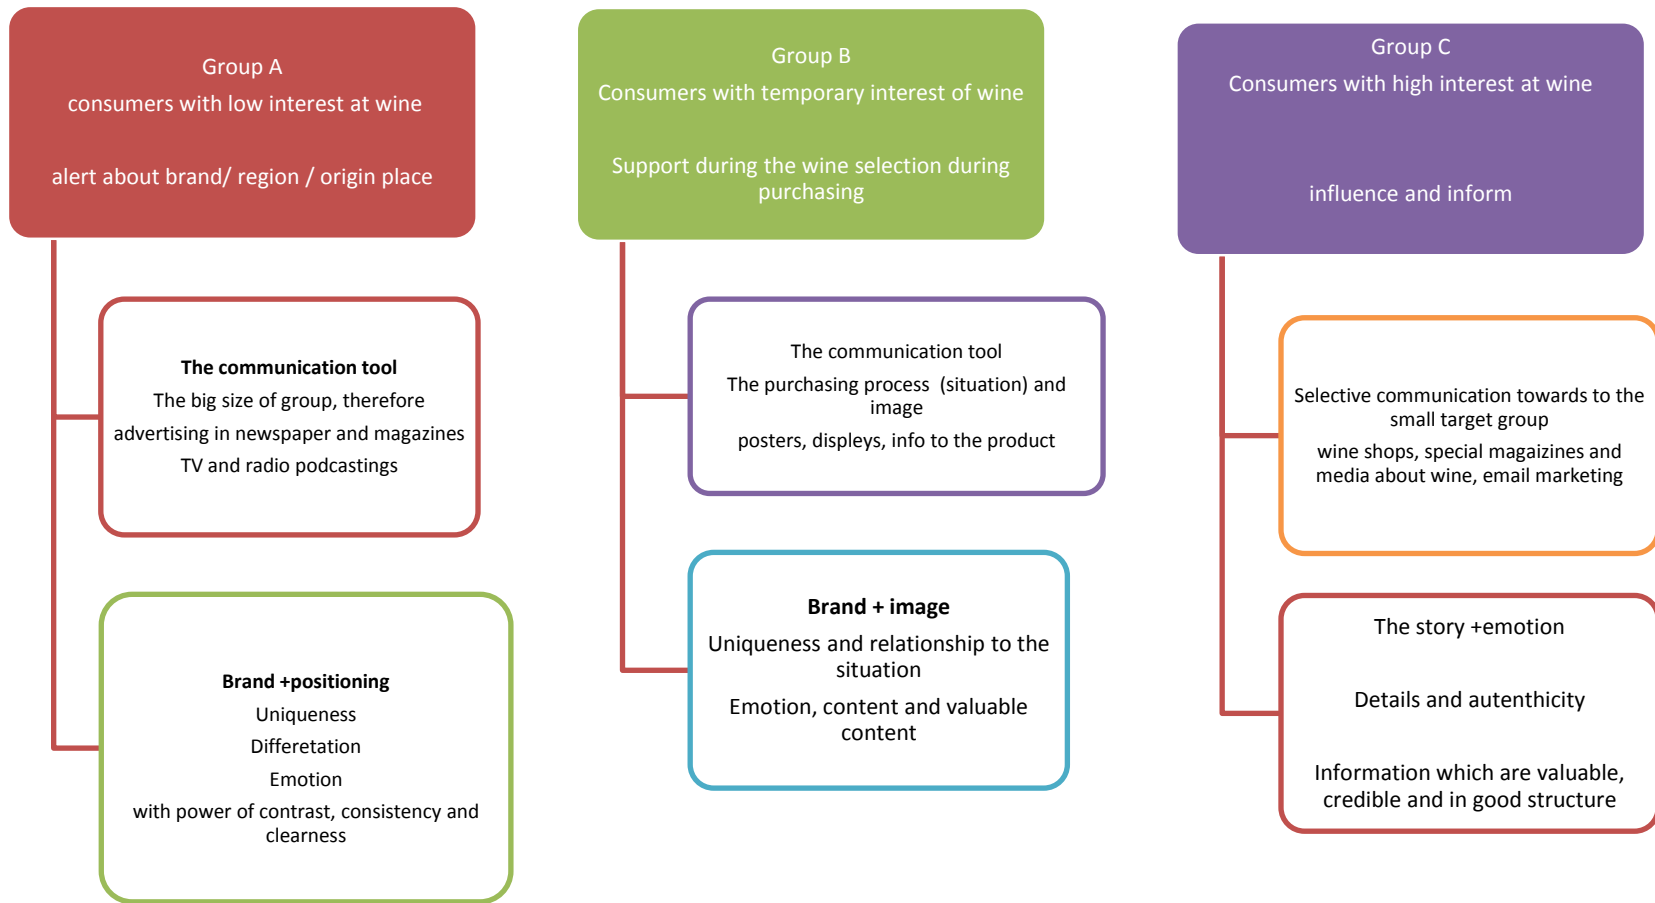 Group A
consumers with low interest at wine
alert about brand/ region / origin place
The communication tool
The big size of group, therefore
advertising in newspaper and magazines
TV and radio podcastings
Brand +positioning
Uniqueness
Differetation
Emotion
with power of contrast, consistency and
clearness
Group B
Consumers with temporary interest of wine
Support during the wine selection during
purchasing
The communication tool
The purchasing process (situation) and
image
posters, displays, info to the product
Brand + image
Uniqueness and relationship to the
situation
Emotion, content and valuable
content
Group C
Consumers with high interest at wine
influence and inform
Selective communication towards to the
small target group
wine shops, special magaizines and
media about wine, email marketing
The story +emotion
Details and autenthicity
Information which are valuable,
credible and in good structure